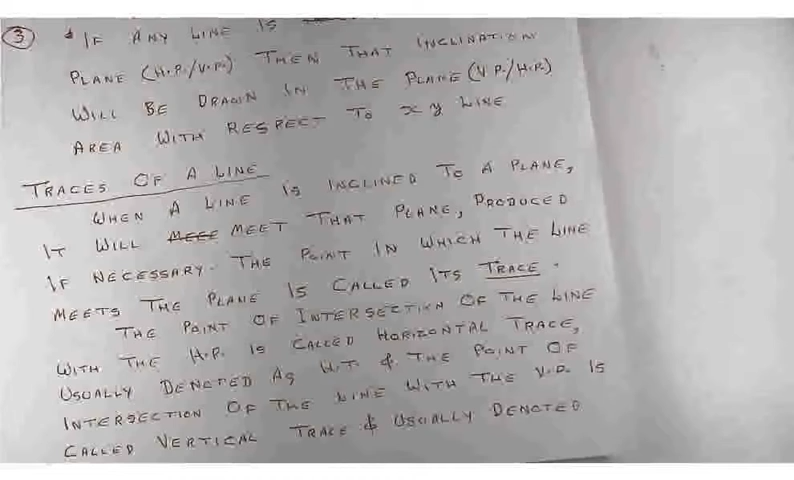 ③ * IF ANY LINE IS
PLANE (H.P./V.P.) THEN THAT INCLINATION
WILL BE DRAWN IN THE PLANE (V.P./H.P.)
AREA WITH RESPECT TO xy LINE
TRACES OF A LINE
WHEN A LINE IS INCLINED TO A PLANE,
IT WILL MEET THAT PLANE, PRODUCED
IF NECESSARY. THE POINT IN WHICH THE LINE
MEETS THE PLANE IS CALLED ITS TRACE.
THE POINT OF INTERSECTION OF THE LINE
WITH THE H.P. IS CALLED HORIZONTAL TRACE,
USUALLY DENOTED AS H.T. & THE POINT OF
INTERSECTION OF THE LINE WITH THE V.P. IS
CALLED VERTICAL TRACE & USUALLY DENOTED